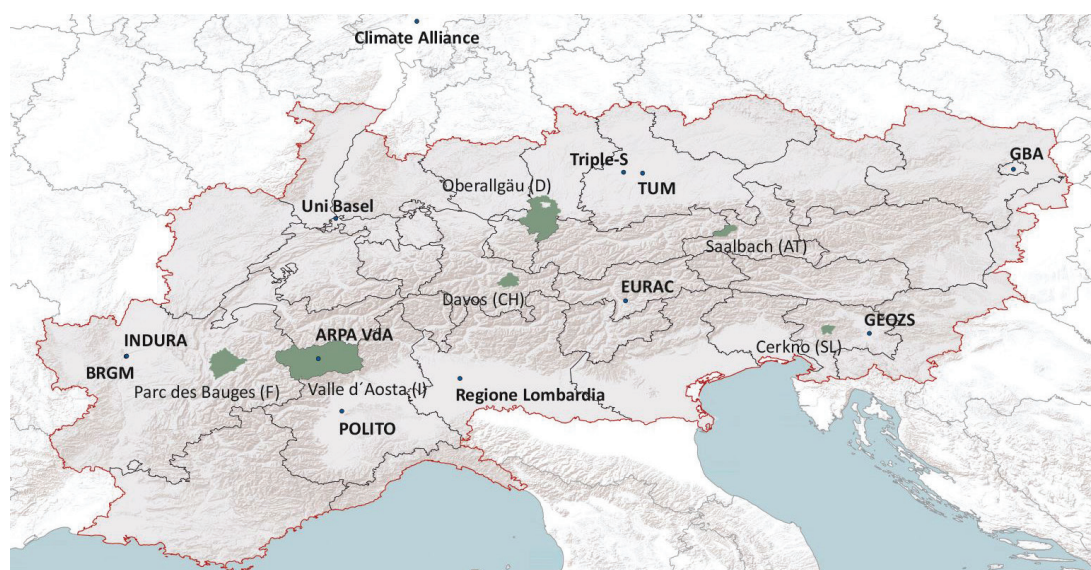 Climate Alliance
GBA
Triple-S
TUM
Oberallgäu (D)
Uni Basel
Saalbach (AT)
EURAC
Davos (CH)
GEOZS
INDURA
ARPA VdA
Cerkno (SL)
BRGM
Parc des Bauges (F)
Valle d´Aosta (I)
Regione Lombardia
POLITO